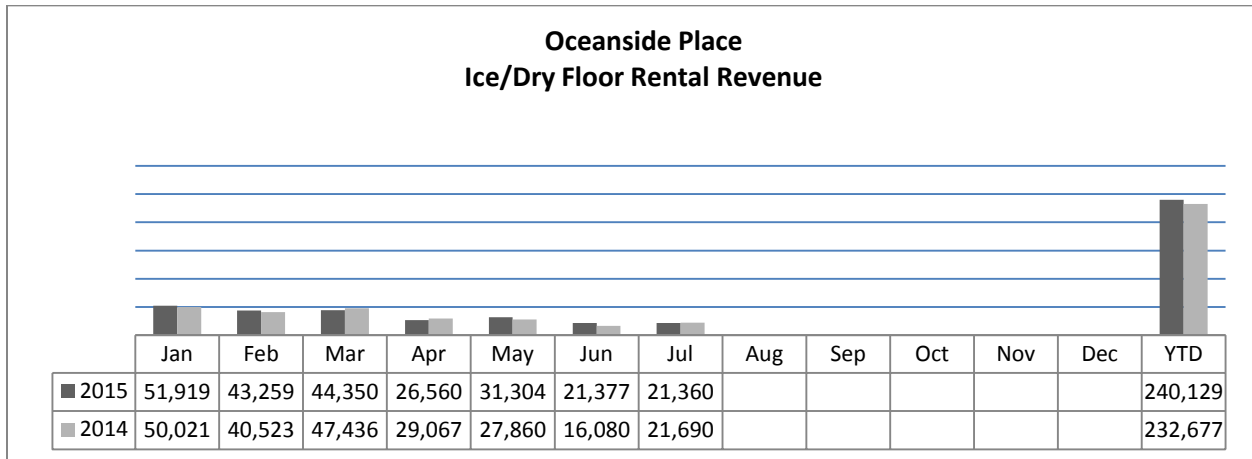 Oceanside Place
Ice/Dry Floor Rental Revenue
Jan Feb Mar Apr May Jun Jul Aug Sep Oct Nov Dec YTD
2015 51,919 43,259 44,350 26,560 31,304 21,377 21,360 240,129
2014 50,021 40,523 47,436 29,067 27,860 16,080 21,690 232,677